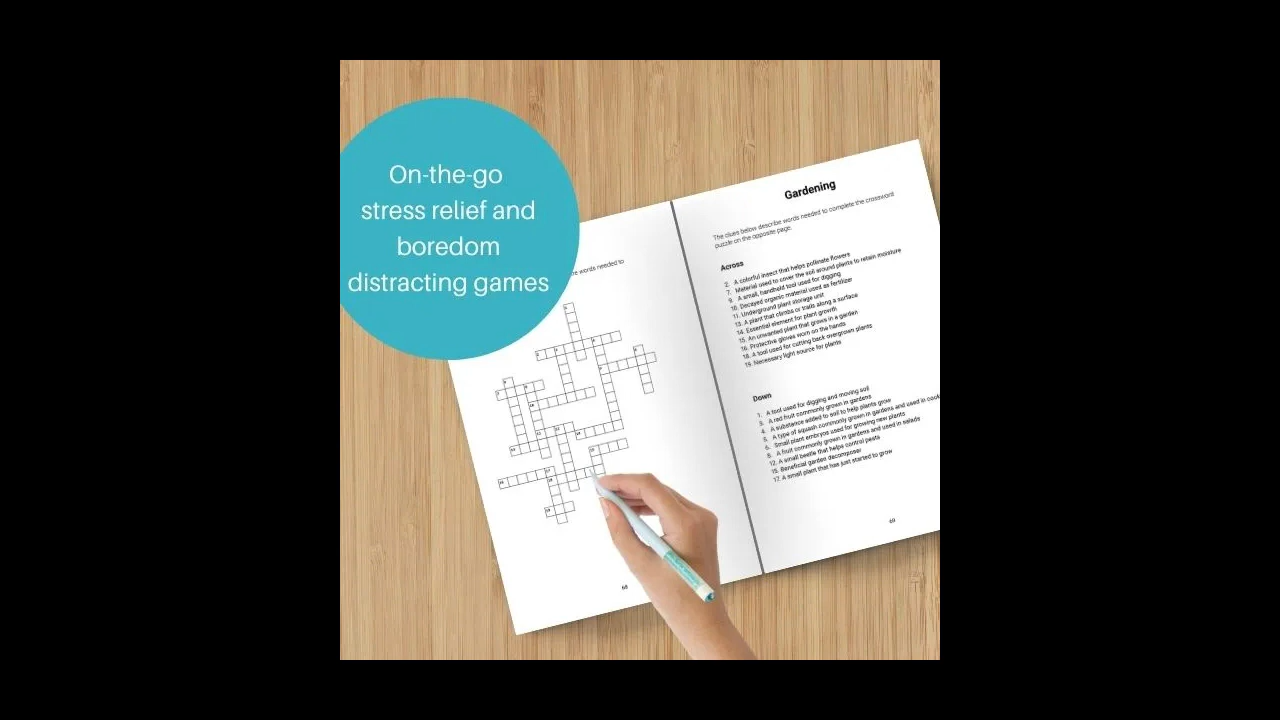 On-the-go
stress relief and
boredom
distracting games
words needed to
68
Gardening
The clues below describe words needed to complete the crossword
puzzle on the opposite page.
Across
2. A colorful insect that helps pollinate flowers
7. Material used to cover the soil around plants to retain moisture
9. A small, handheld tool used for digging
10. Decayed organic material used as fertilizer
11. Underground plant storage unit
13. A plant that climbs or trails along a surface
14. Essential element for plant growth
15. An unwanted plant that grows in a garden
16. Protective gloves worn on the hands
18. A tool used for cutting back overgrown plants
19. Necessary light source for plants
Down
1. A tool used for digging and moving soil
3. A red fruit commonly grown in gardens
4. A substance added to soil to help plants grow
5. A type of squash commonly grown in gardens and used in
6. Small plant embryos used for growing new plants
8. A fruit commonly grown in gardens and used in salads
12. A small beetle that helps control pests
15. Beneficial garden decomposer
17. A small plant that has just started to grow
69